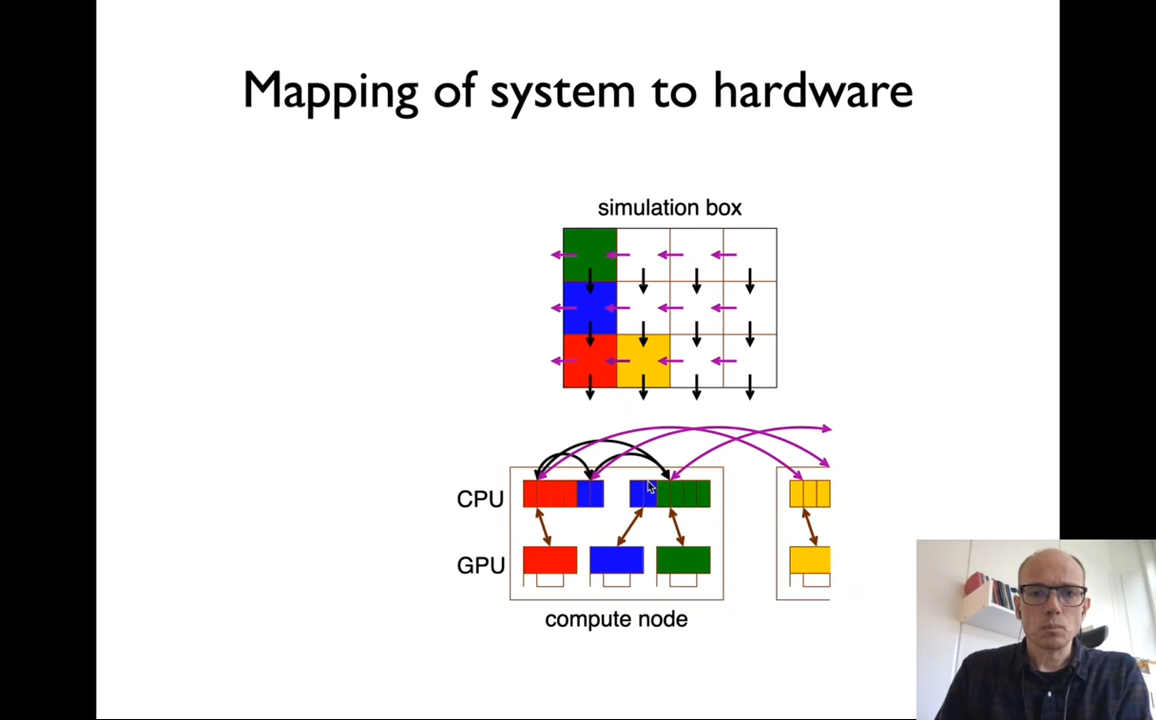 Mapping of system to hardware
simulation box
CPU
GPU
compute node